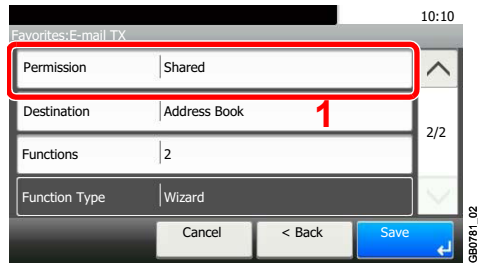 10:10
Favorites:E-mail TX
Permission Shared
Destination Address Book
1
2/2
Functions 2
Function Type Wizard
Cancel < Back Save
GB0781_02